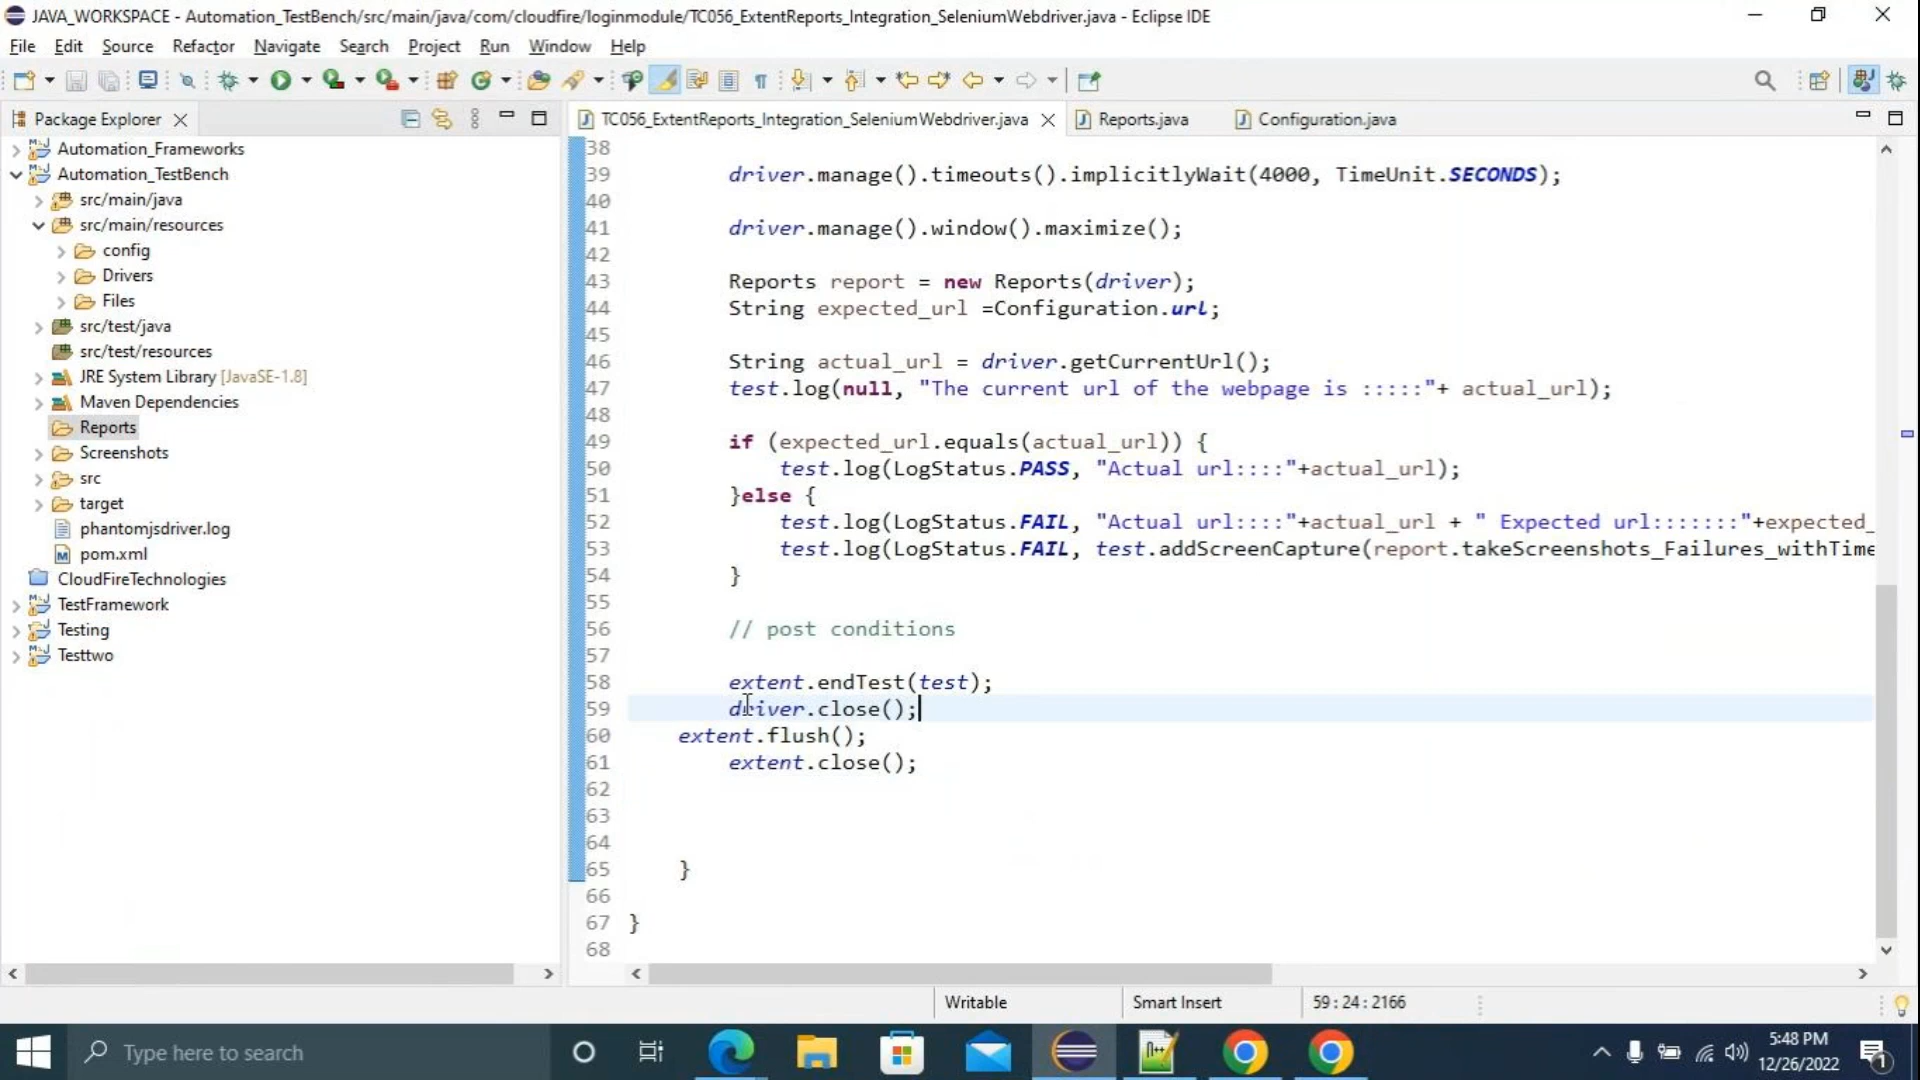 JAVA_WORKSPACE - Automation_TestBench/src/main/java/com/cloudfire/loginmodule/TC056_ExtentReports_Integration_SeleniumWebdriver.java - Eclipse IDE
File Edit Source Refactor Navigate Search Project Run Window Help
Package Explorer
TC056_ExtentReports_Integration_SeleniumWebdriver.java Reports.java Configuration.java
Automation_Frameworks
Automation_TestBench
src/main/java
src/main/resources
config
Drivers
Files
src/test/java
src/test/resources
JRE System Library [JavaSE-1.8]
Maven Dependencies
Reports
Screenshots
src
target
phantomjsdriver.log
pom.xml
CloudFireTechnologies
TestFramework
Testing
Testtwo
38
39 driver.manage().timeouts().implicitlyWait(4000, TimeUnit.SECONDS);
40
41 driver.manage().window().maximize();
42
43 Reports report = new Reports(driver);
44 String expected_url =Configuration.url;
45
46 String actual_url = driver.getCurrentUrl();
47 test.log(null, "The current url of the webpage is :::::"+ actual_url);
48
49 if (expected_url.equals(actual_url)) {
50 test.log(LogStatus.PASS, "Actual url::::"+actual_url);
51 }else {
52 test.log(LogStatus.FAIL, "Actual url::::"+actual_url + " Expected url:::::::"+expected_
53 test.log(LogStatus.FAIL, test.addScreenCapture(report.takeScreenshots_Failures_withTime
54 }
55
56 // post conditions
57
58 extent.endTest(test);
59 driver.close();
60 extent.flush();
61 extent.close();
62
63
64
65 }
66
67 }
68
Writable Smart Insert 59 : 24 : 2166
Type here to search
n++
5:48 PM
12/26/2022
1